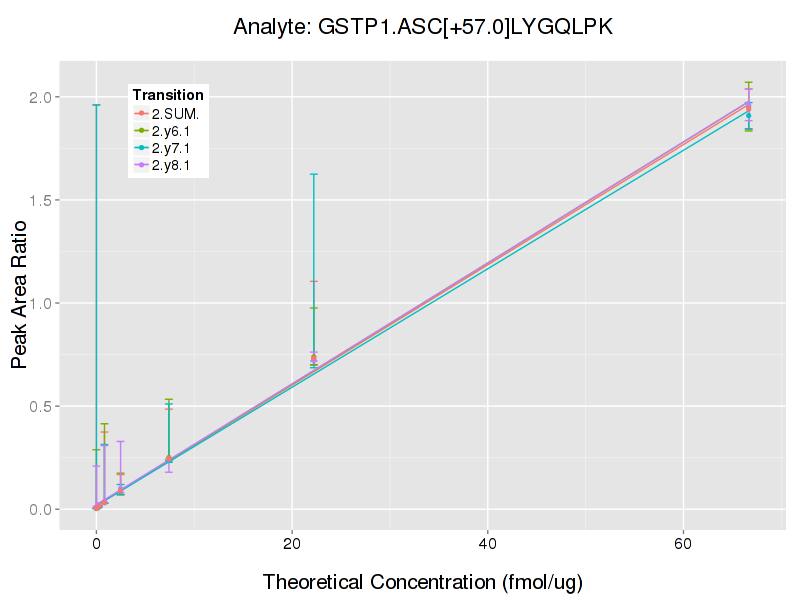 Analyte: GSTP1.ASC[+57.0]LYGQLPK
Transition
2.SUM.
2.y6.1
2.y7.1
2.y8.1
2.0
1.5
1.0
0.5
0.0
Peak Area Ratio
0
20
40
60
Theoretical Concentration (fmol/ug)